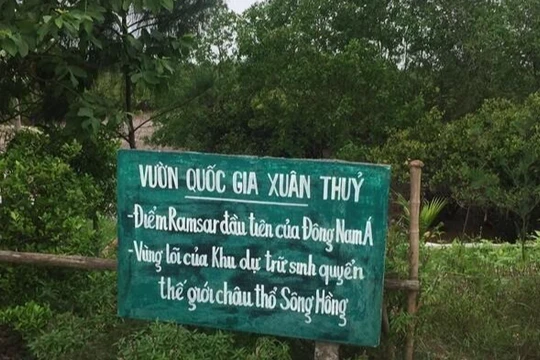 VƯỜN QUỐC GIA XUÂN THUỶ
-Điểm Ramsar đầu tiên của Đông Nam Á
-Vùng lõi của Khu dự trữ sinh quyển
thế giới châu thổ Sông Hồng